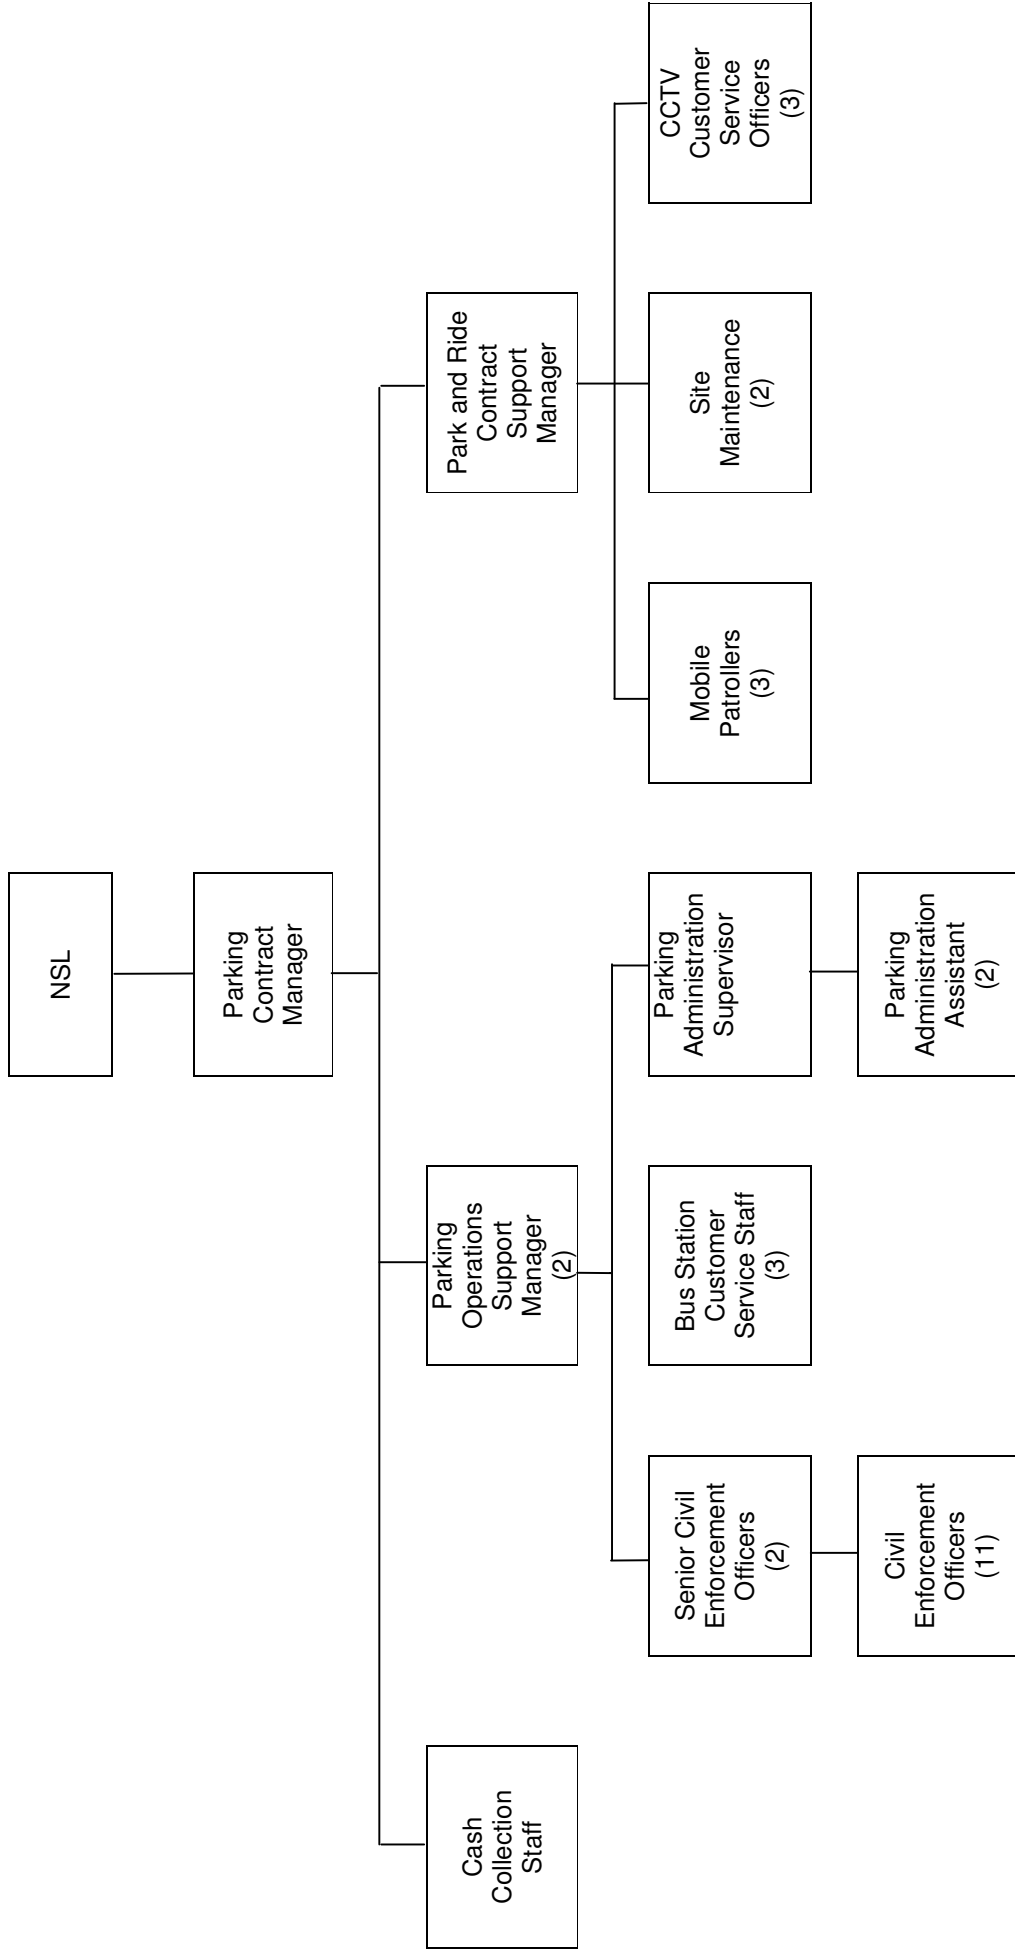 NSL
Parking
Contract
Manager
Cash
Collection
Staff
Parking
Operations
Support
Manager
(2)
Park and Ride
Contract
Support
Manager
Senior Civil
Enforcement
Officers
(2)
Bus Station
Customer
Service Staff
(3)
Parking
Administration
Supervisor
Mobile
Patrollers
(3)
Site
Maintenance
(2)
CCTV
Customer
Service
Officers
(3)
Civil
Enforcement
Officers
(11)
Parking
Administration
Assistant
(2)